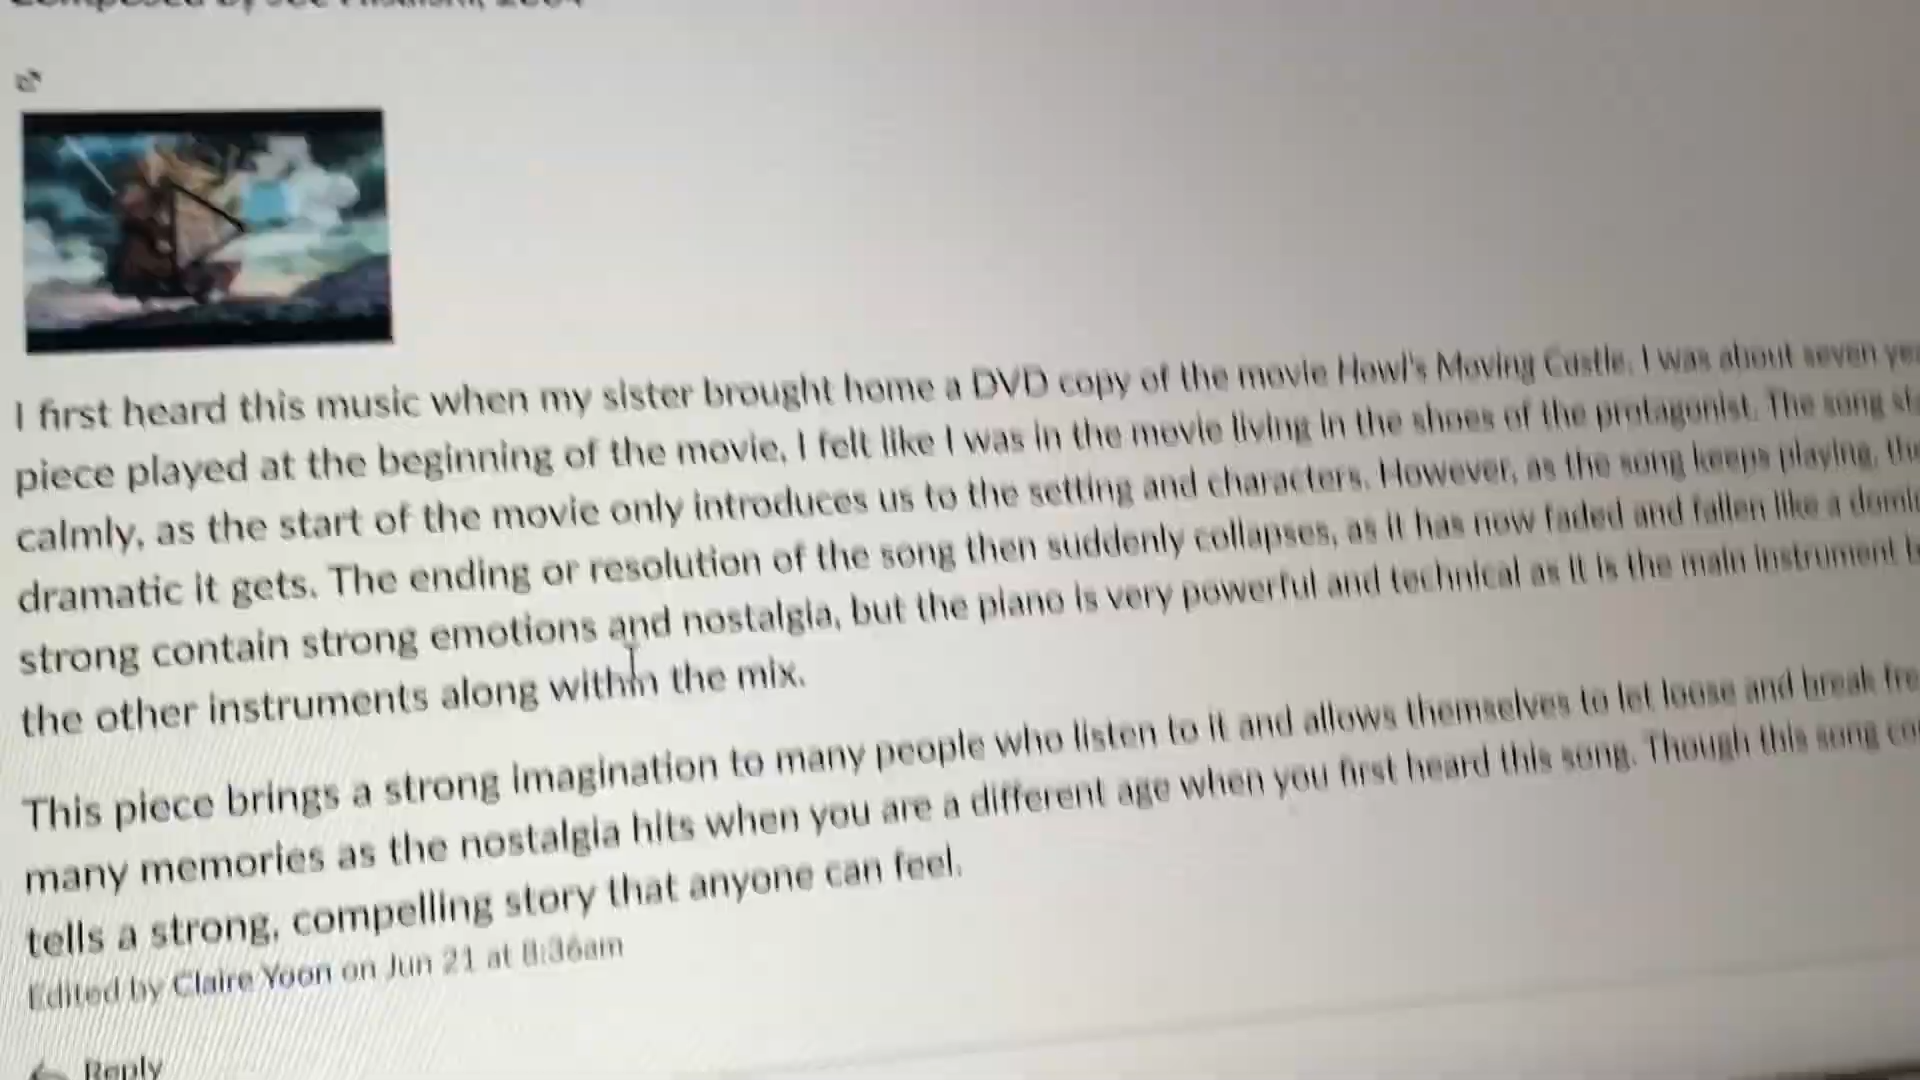 I first heard this music when my sister brought home a DVD copy of the movie Howl's Moving Castle. I was about seven
piece played at the beginning of the movie, I felt like I was in the movie living in the shoes of the protagonist. The song
calmly, as the start of the movie only introduces us to the setting and characters. However, as the song keeps playing,
dramatic it gets. The ending or resolution of the song then suddenly collapses, as it has now faded and fallen like a
strong contain strong emotions and nostalgia, but the piano is very powerful and technical as it is the main instrument
the other instruments along within the mix.
This piece brings a strong imagination to many people who listen to it and allows themselves to let loose and break
many memories as the nostalgia hits when you are a different age when you first heard this song. Though this song
tells a strong, compelling story that anyone can feel.
Edited by Claire Yoon on Jun 21 at 8:36am
Reply